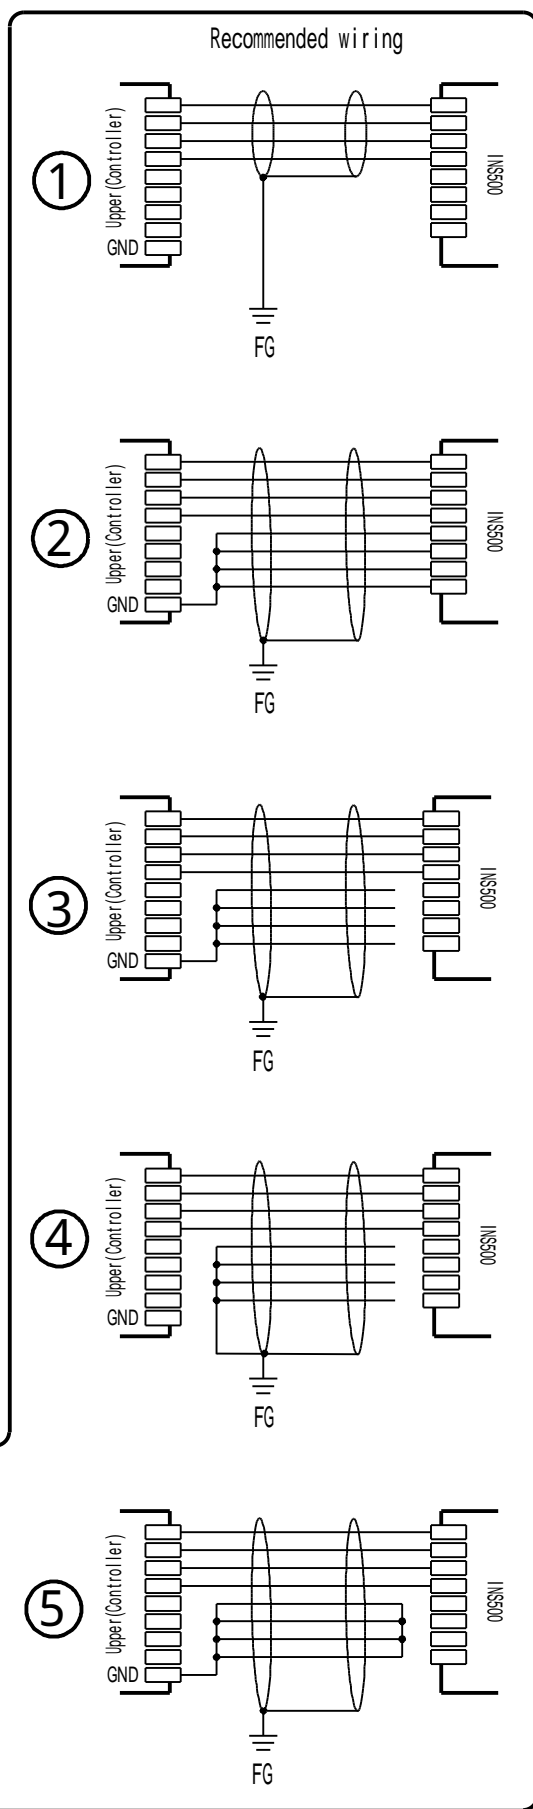 Recommended wiring
1
Upper(Controller)
INS500
GND
FG
2
Upper(Controller)
INS500
GND
FG
3
Upper(Controller)
INS500
GND
FG
4
Upper(Controller)
INS500
GND
FG
5
Upper(Controller)
INS500
GND
FG